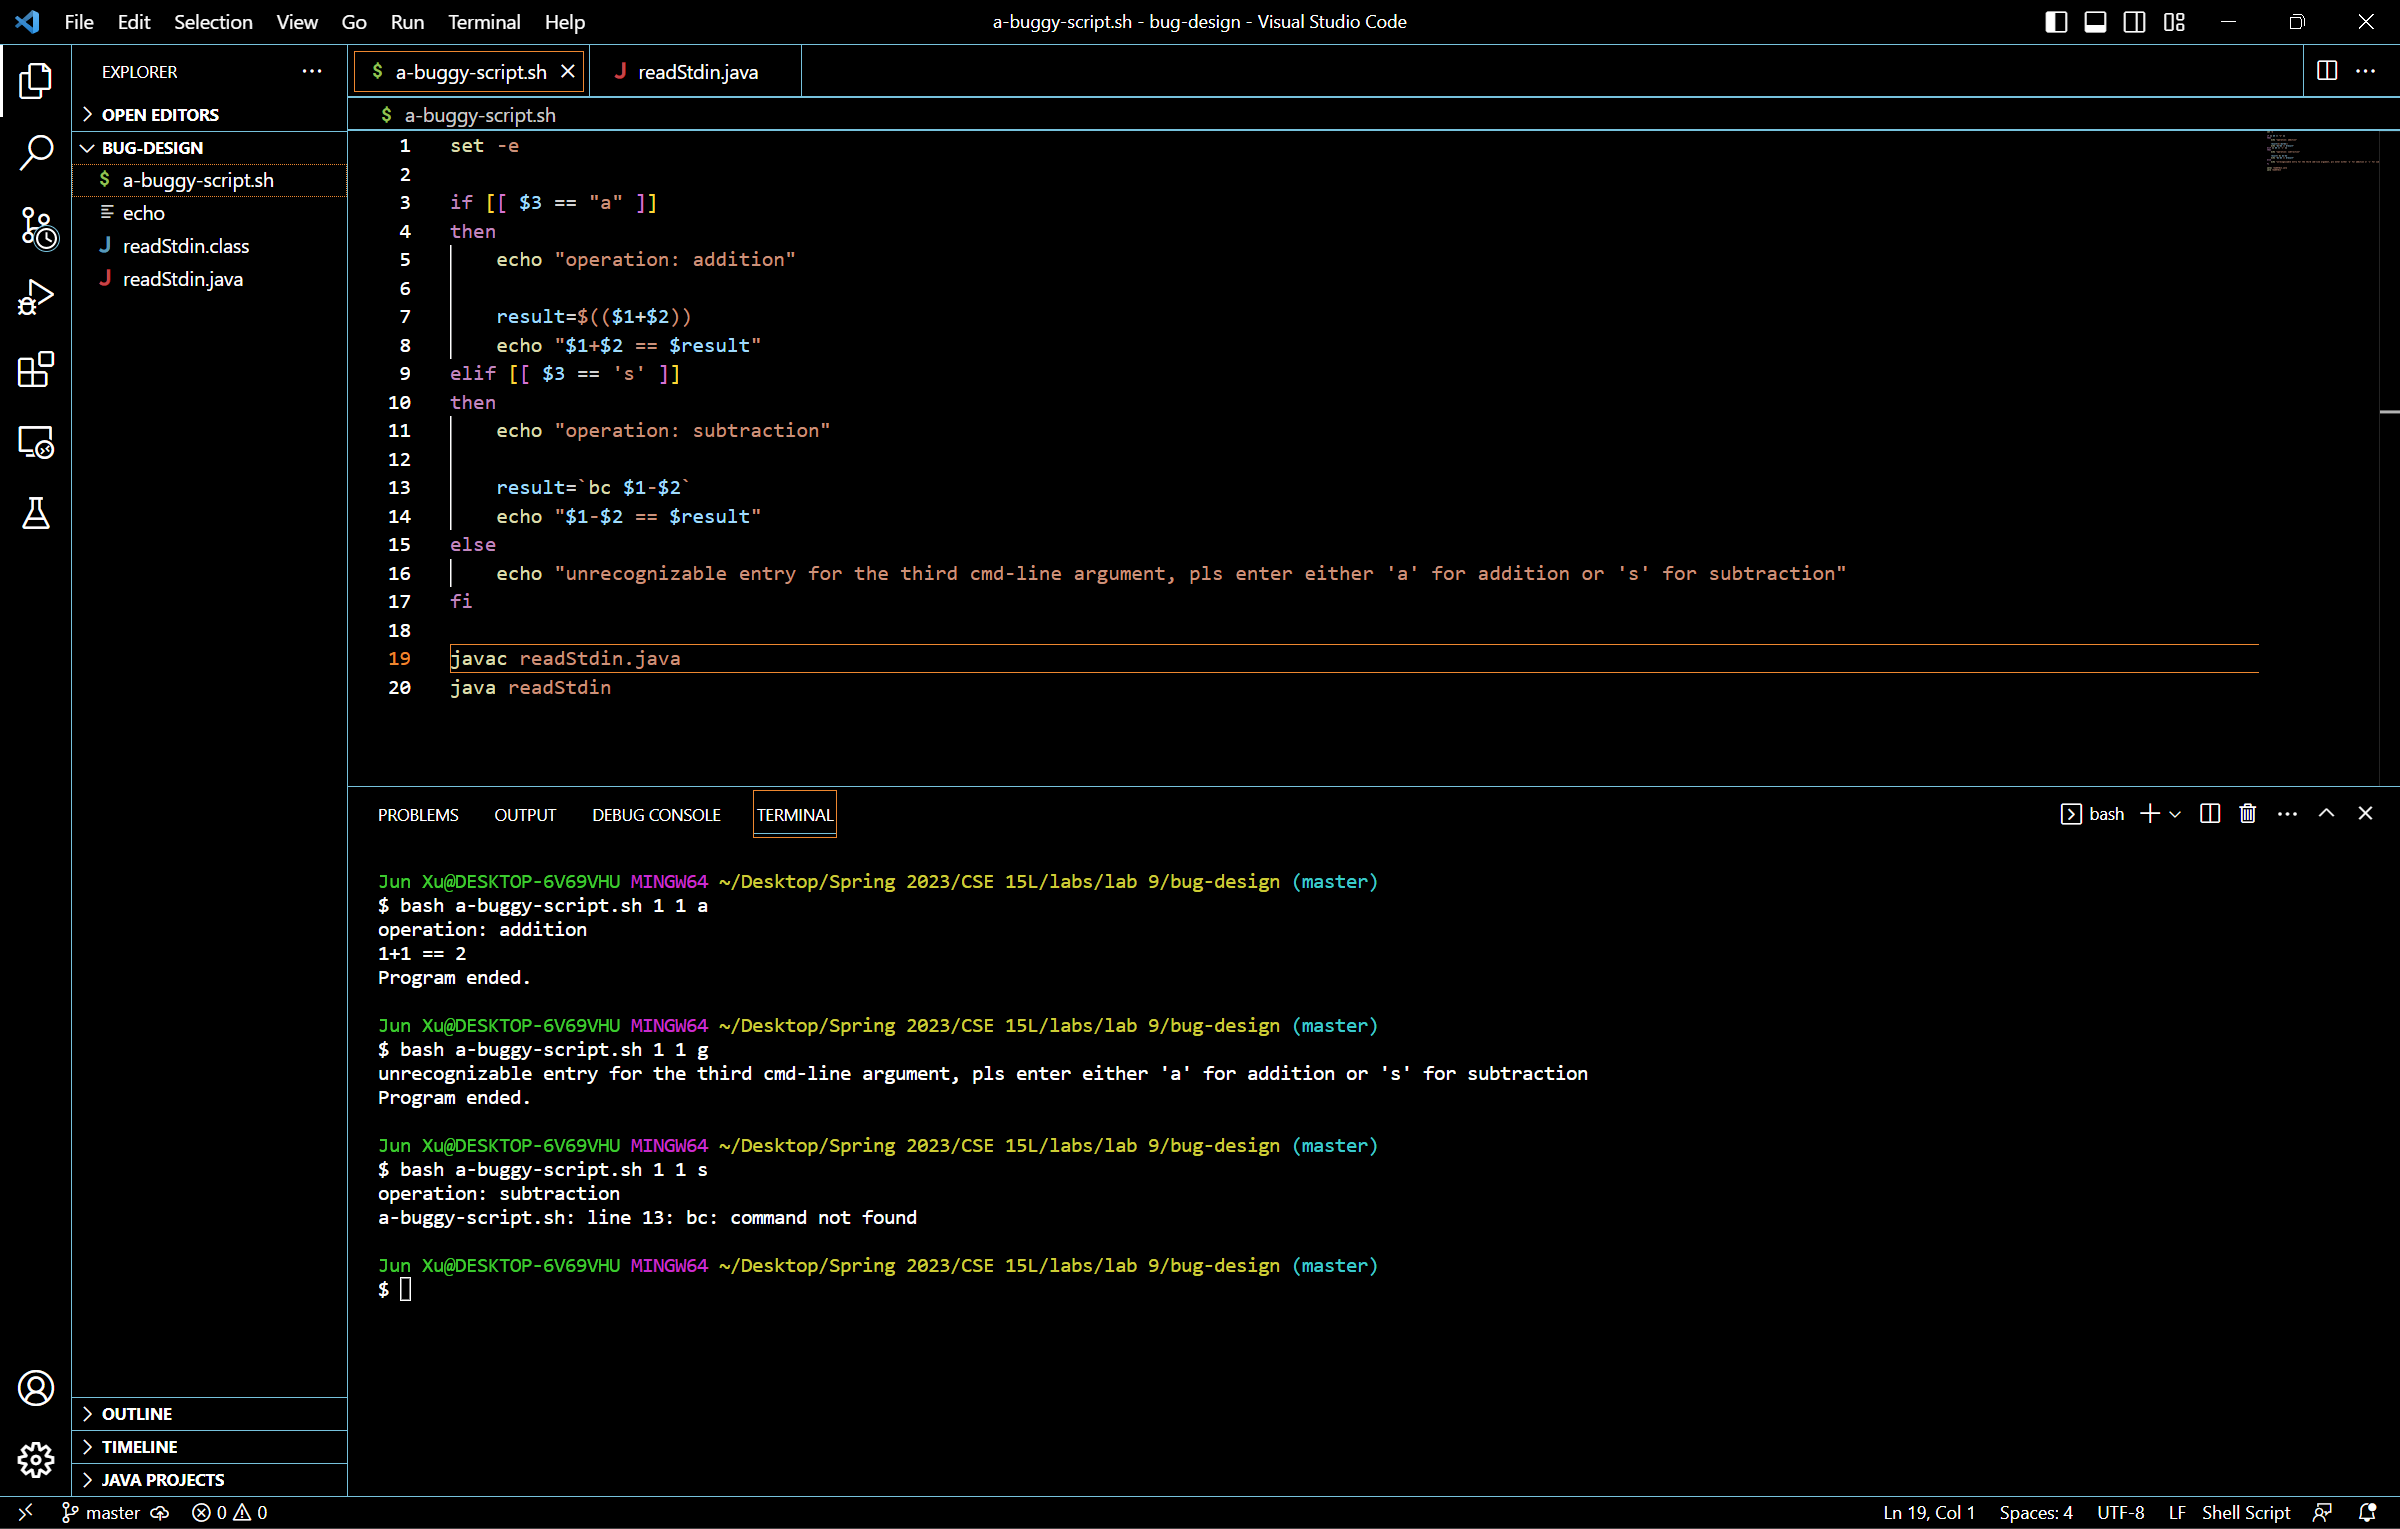 File Edit Selection View Go Run Terminal Help
a-buggy-script.sh - bug-design - Visual Studio Code
EXPLORER
OPEN EDITORS
BUG-DESIGN
$ a-buggy-script.sh
echo
J readStdin.class
J readStdin.java
OUTLINE
TIMELINE
JAVA PROJECTS
$ a-buggy-script.sh
J readStdin.java
$ a-buggy-script.sh
1 set -e
2
3 if [[ $3 == "a" ]]
4 then
5 echo "operation: addition"
6
7 result=$(($1+$2))
8 echo "$1+$2 == $result"
9 elif [[ $3 == 's' ]]
10 then
11 echo "operation: subtraction"
12
13 result=`bc $1-$2`
14 echo "$1-$2 == $result"
15 else
16 echo "unrecognizable entry for the third cmd-line argument, pls enter either 'a' for addition or 's' for subtraction"
17 fi
18
19 javac readStdin.java
20 java readStdin
PROBLEMS OUTPUT DEBUG CONSOLE TERMINAL
bash
Jun Xu@DESKTOP-6V69VHU MINGW64 ~/Desktop/Spring 2023/CSE 15L/labs/lab 9/bug-design (master)
$ bash a-buggy-script.sh 1 1 a
operation: addition
1+1 == 2
Program ended.
Jun Xu@DESKTOP-6V69VHU MINGW64 ~/Desktop/Spring 2023/CSE 15L/labs/lab 9/bug-design (master)
$ bash a-buggy-script.sh 1 1 g
unrecognizable entry for the third cmd-line argument, pls enter either 'a' for addition or 's' for subtraction
Program ended.
Jun Xu@DESKTOP-6V69VHU MINGW64 ~/Desktop/Spring 2023/CSE 15L/labs/lab 9/bug-design (master)
$ bash a-buggy-script.sh 1 1 s
operation: subtraction
a-buggy-script.sh: line 13: bc: command not found
Jun Xu@DESKTOP-6V69VHU MINGW64 ~/Desktop/Spring 2023/CSE 15L/labs/lab 9/bug-design (master)
$
master 0 0
Ln 19, Col 1 Spaces: 4 UTF-8 LF Shell Script